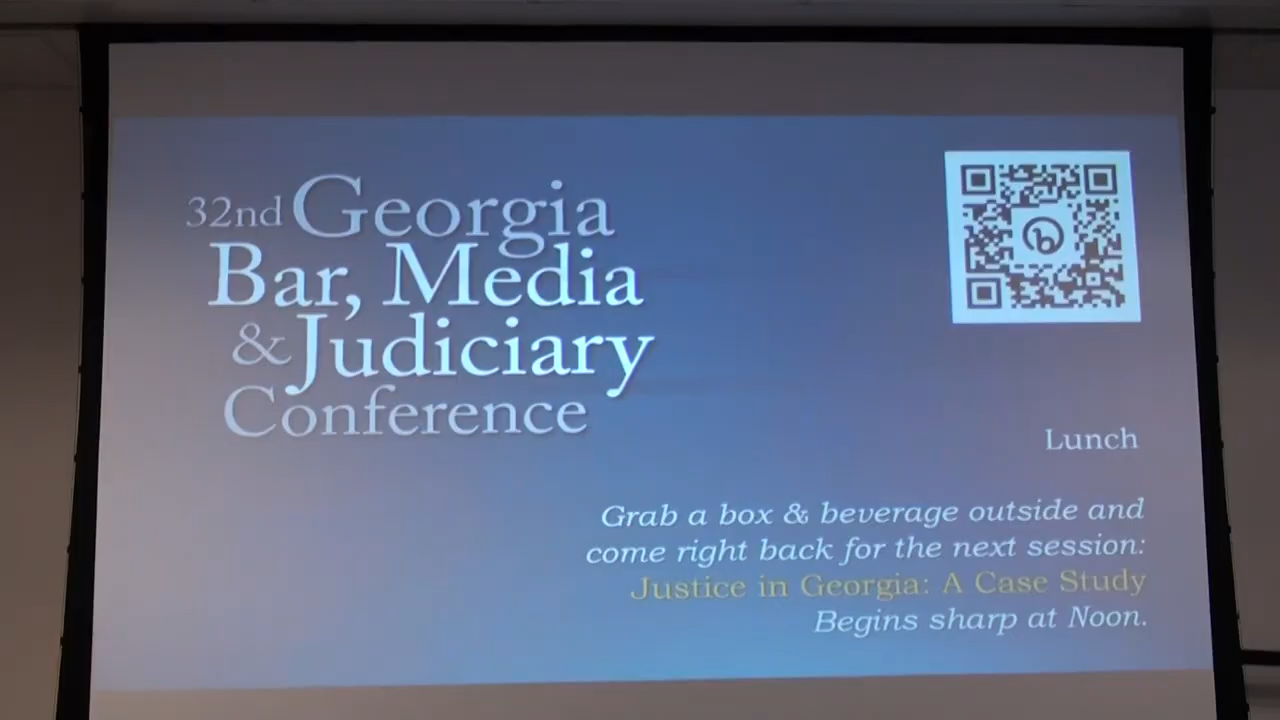 32nd Georgia
Bar, Media
& Judiciary
Conference
Lunch
Grab a box & beverage outside and
come right back for the next session:
Justice in Georgia: A Case Study
Begins sharp at Noon.